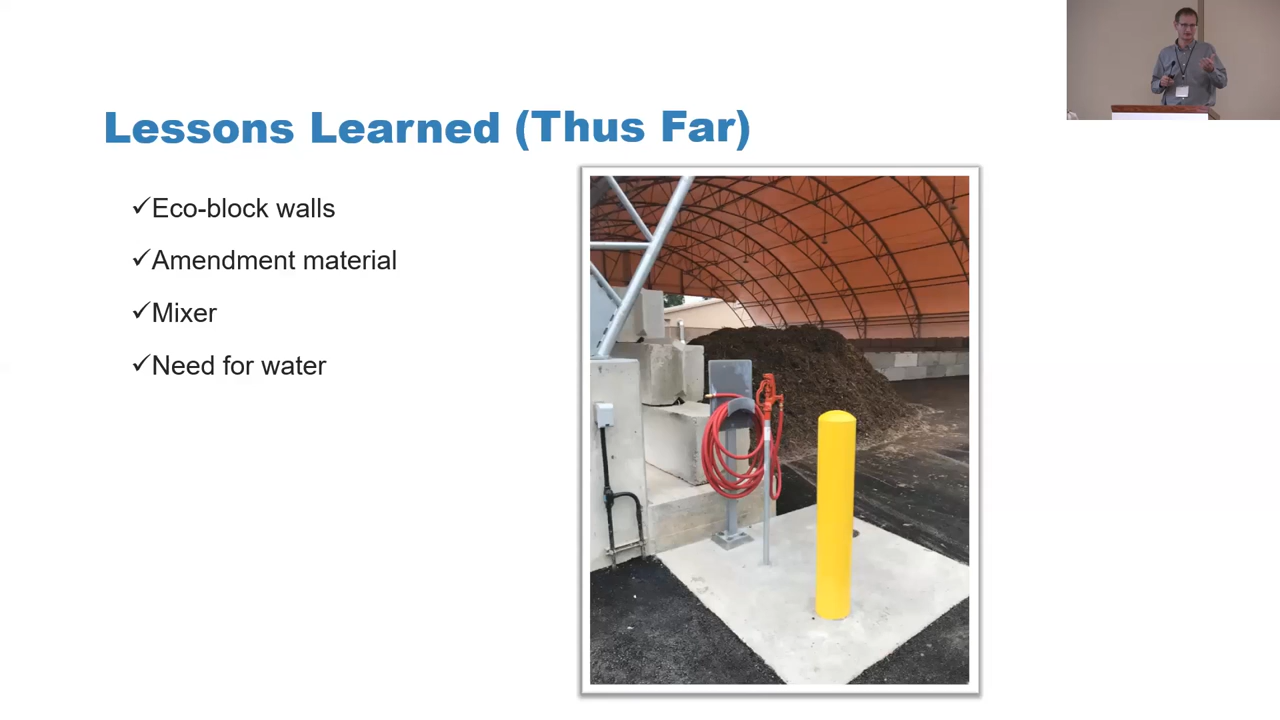 Lessons Learned (Thus Far)
✓Eco-block walls
✓Amendment material
✓Mixer
✓Need for water